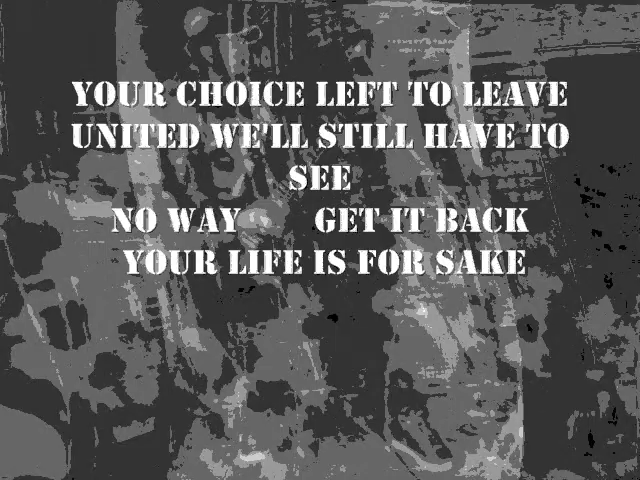 YOUR CHOICE LEFT TO LEAVE
UNITED WE'LL STILL HAVE TO
SEE
NO WAY GET IT BACK
YOUR LIFE IS FOR SAKE